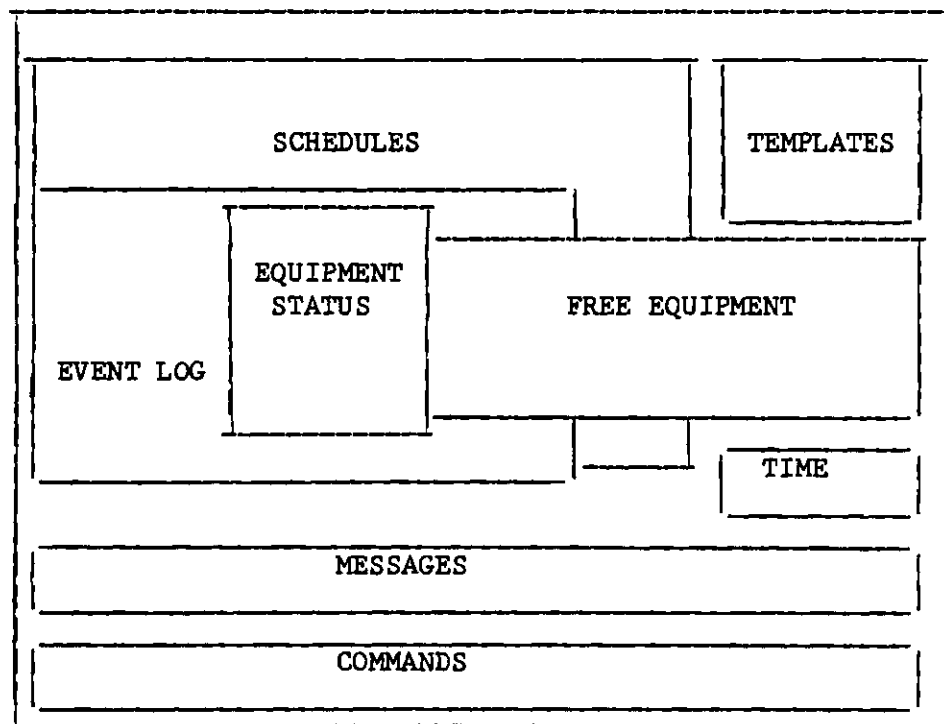 SCHEDULES
TEMPLATES
EQUIPMENT
STATUS
FREE EQUIPMENT
EVENT LOG
TIME
MESSAGES
COMMANDS